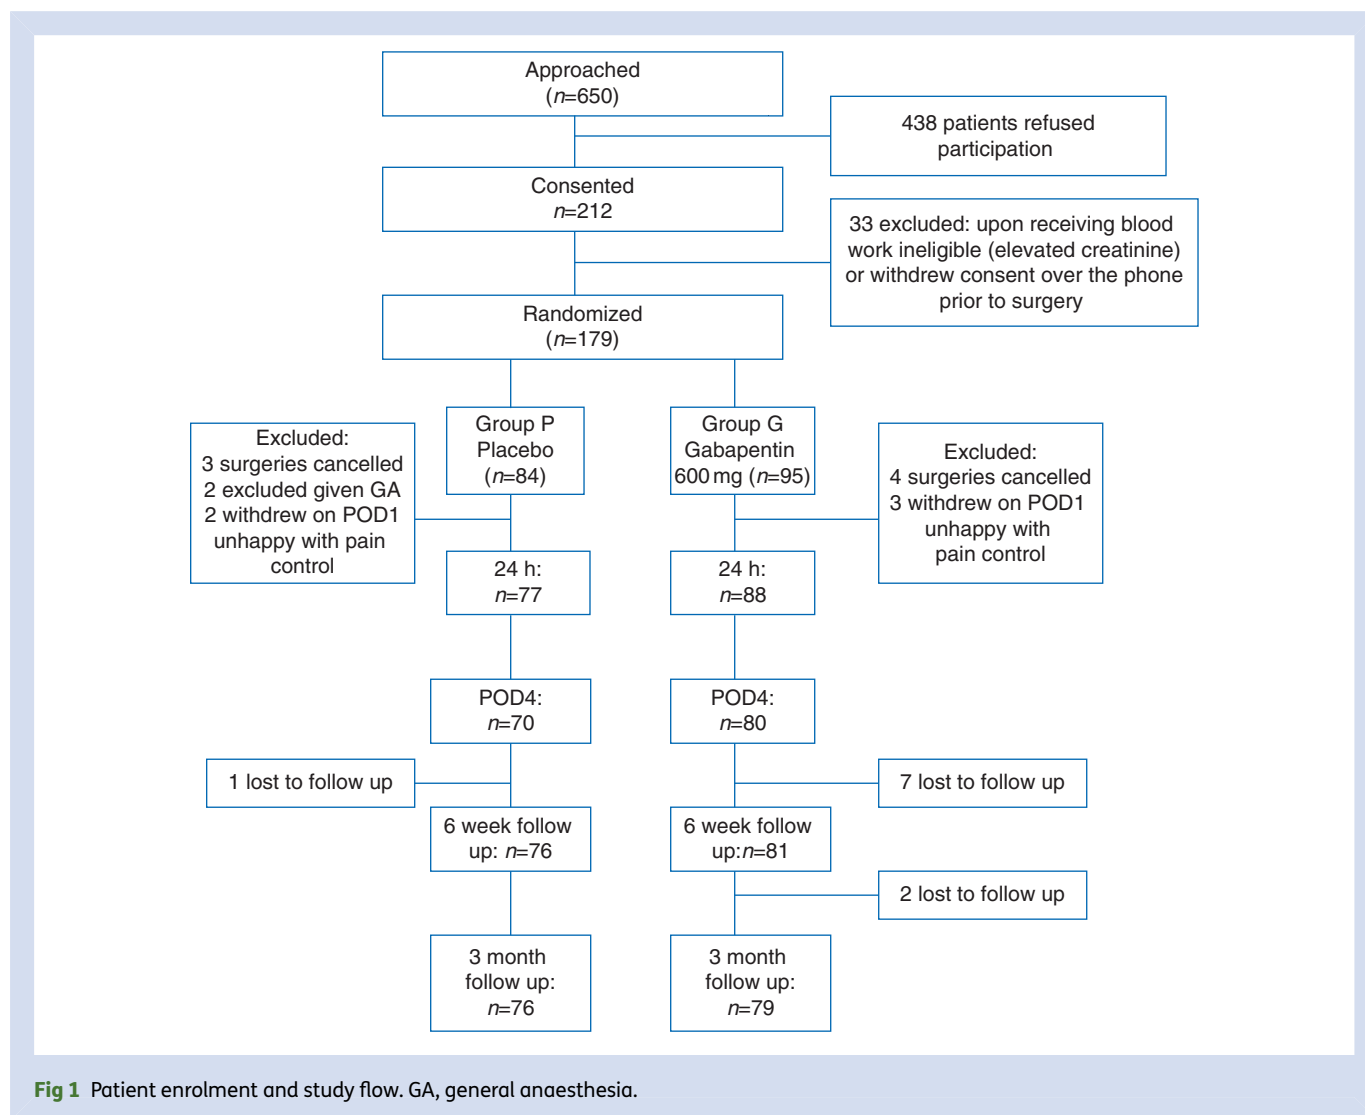 Approached
(n=650)
438 patients refused
participation
Consented
n=212
33 excluded: upon receiving blood
work ineligible (elevated creatinine)
or withdrew consent over the phone
prior to surgery
Randomized
(n=179)
Group P
Placebo
(n=84)
Group G
Gabapentin
600 mg (n=95)
Excluded:
3 surgeries cancelled
2 excluded given GA
2 withdrew on POD1
unhappy with pain
control
Excluded:
4 surgeries cancelled
3 withdrew on POD1
unhappy with
pain control
24 h:
n=77
24 h:
n=88
POD4:
n=70
POD4:
n=80
1 lost to follow up
7 lost to follow up
6 week follow
up: n=76
6 week follow
up:n=81
2 lost to follow up
3 month
follow up:
n=76
3 month
follow up:
n=79
Fig 1 Patient enrolment and study flow. GA, general anaesthesia.